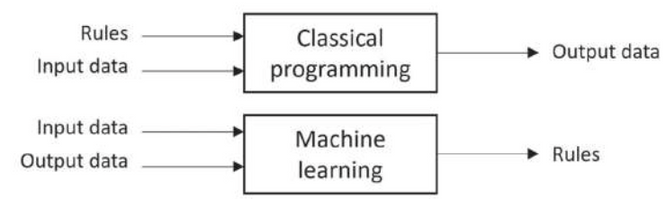 Rules
Input data
Classical
programming
Output data
Input data
Output data
Machine
learning
Rules